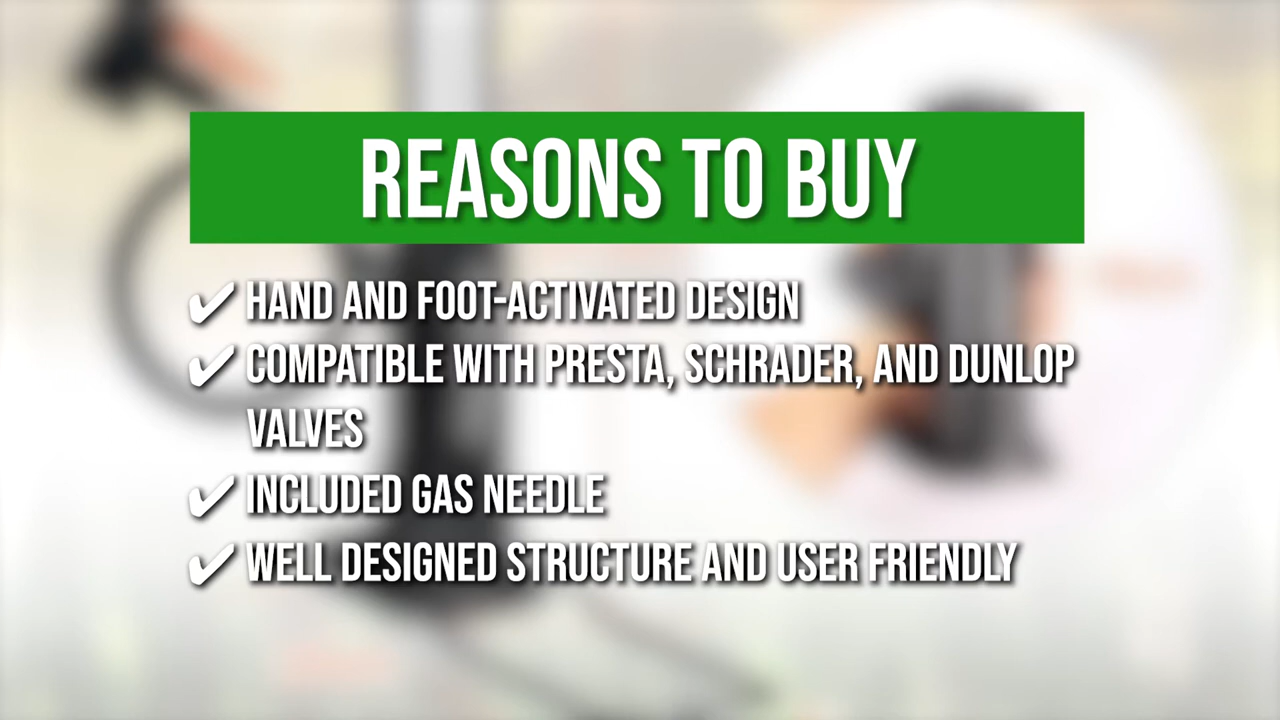 REASONS TO BUY
✔ HAND AND FOOT-ACTIVATED DESIGN
✔ COMPATIBLE WITH PRESTA, SCHRADER, AND DUNLOP
VALVES
✔ INCLUDED GAS NEEDLE
✔ WELL DESIGNED STRUCTURE AND USER FRIENDLY